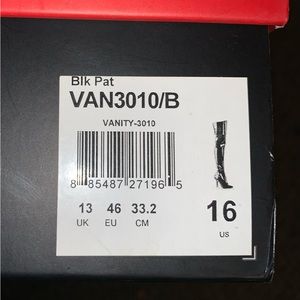 Blk Pat
VAN3010/B
VANITY-3010
8 85487 27196 5
13 46 33.2
UK EU CM
16
US